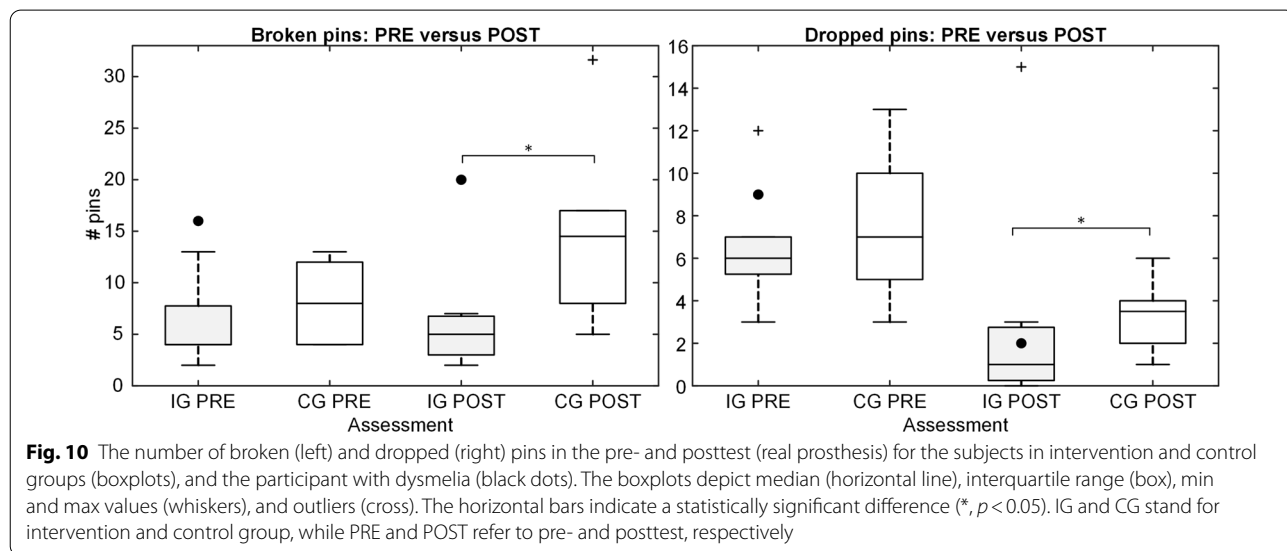 Broken pins: PRE versus POST
30
25
20
15
10
5
0
# pins
*
IG PRE CG PRE IG POST CG POST
Assessment
Dropped pins: PRE versus POST
16
14
12
10
8
6
4
2
0
*
IG PRE CG PRE IG POST CG POST
Assessment
Fig. 10 The number of broken (left) and dropped (right) pins in the pre- and posttest (real prosthesis) for the subjects in intervention and control
groups (boxplots), and the participant with dysmelia (black dots). The boxplots depict median (horizontal line), interquartile range (box), min
and max values (whiskers), and outliers (cross). The horizontal bars indicate a statistically significant difference (*, p < 0.05). IG and CG stand for
intervention and control group, while PRE and POST refer to pre- and posttest, respectively